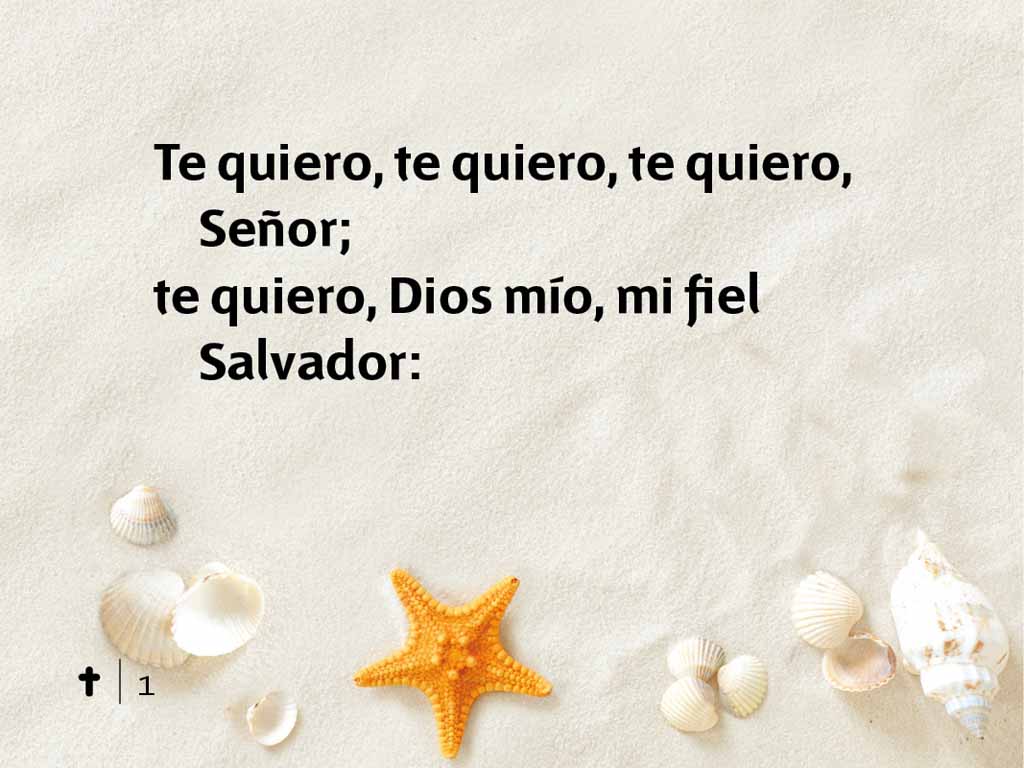 Te quiero, te quiero, te quiero,
Señor;
te quiero, Dios mío, mi fiel
Salvador:
1